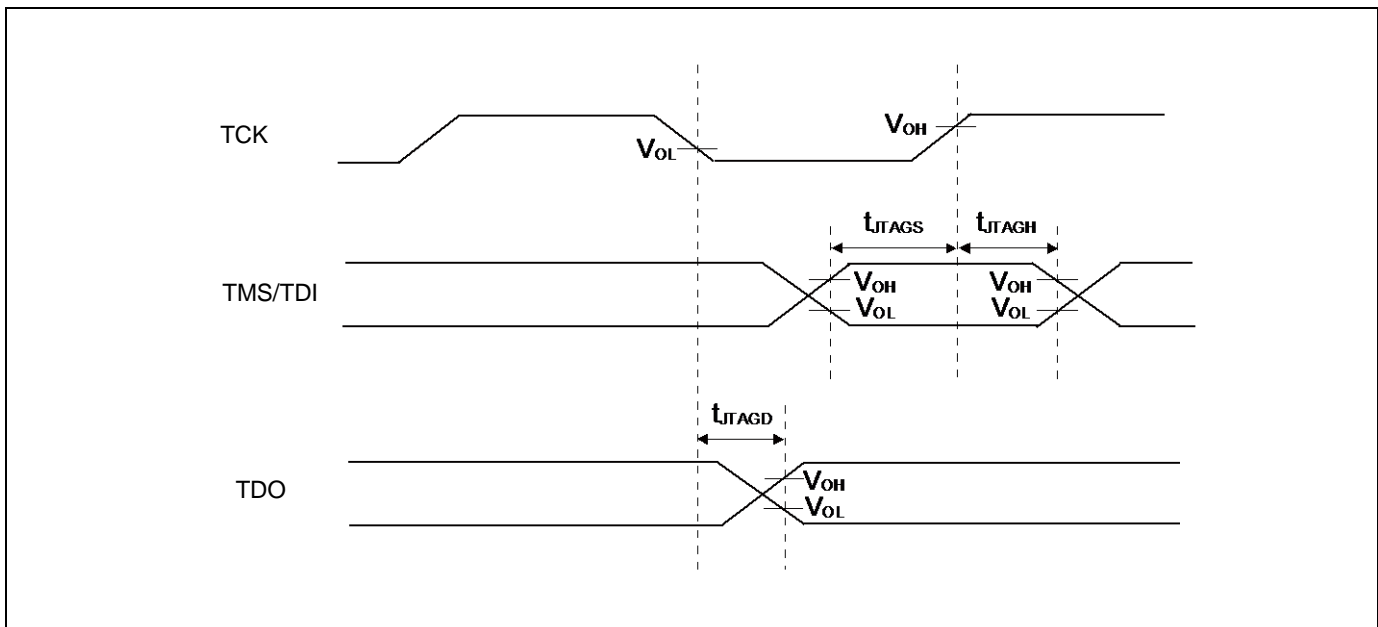 TCK
VOL
VOH
tJTAGS
tJTAGH
TMS/TDI
VOH
VOL
VOH
VOL
tJTAGD
TDO
VOH
VOL